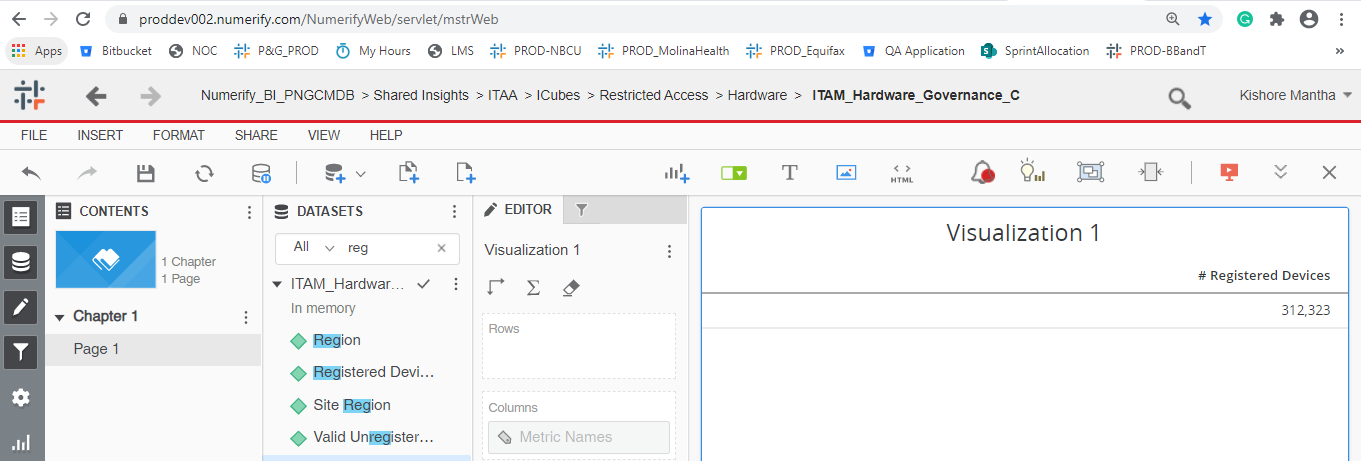 proddev002.numerify.com/NumerifyWeb/servlet/mstrWeb
Apps Bitbucket NOC P&G_PROD My Hours LMS PROD-NBCU PROD_MolinaHealth PROD_Equifax QA Application SprintAllocation PROD-BBandT »
Numerify_BI_PNGCMDB > Shared Insights > ITAA > ICubes > Restricted Access > Hardware > ITAM_Hardware_Governance_C Kishore Mantha
FILE INSERT FORMAT SHARE VIEW HELP
T < > HTML
CONTENTS
1 Chapter
1 Page
Chapter 1
Page 1
DATASETS
All reg
ITAM_Hardwar...
In memory
Region
Registered Devi...
Site Region
Valid Unregister...
EDITOR
Visualization 1
Rows
Columns
Metric Names
Visualization 1
# Registered Devices
312,323